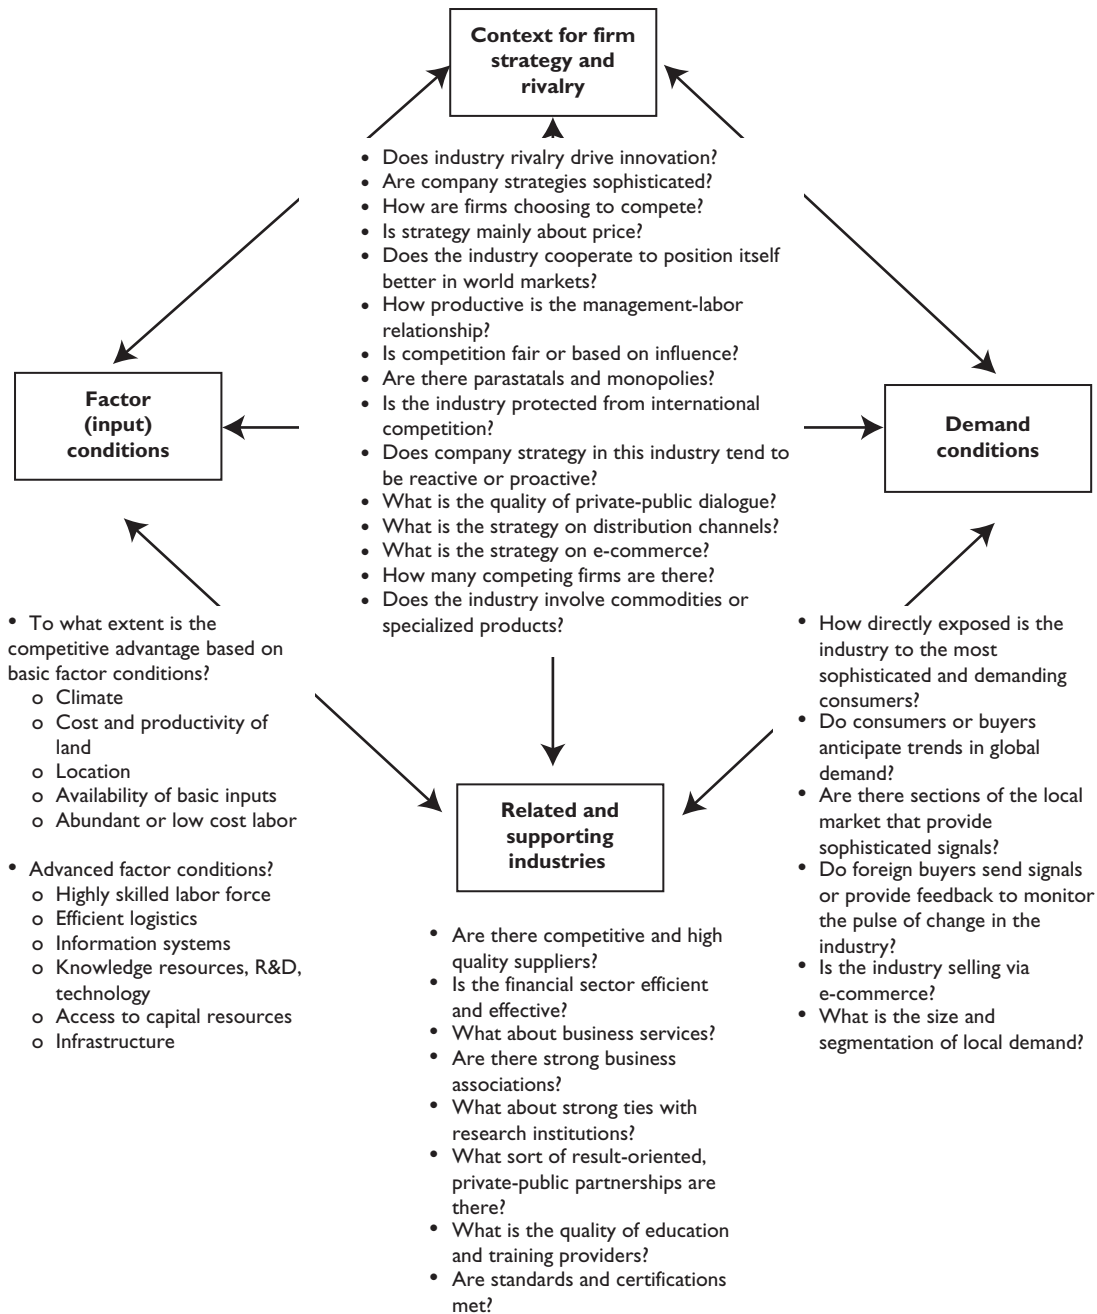 Context for firm
strategy and
rivalry
• Does industry rivalry drive innovation?
• Are company strategies sophisticated?
• How are firms choosing to compete?
• Is strategy mainly about price?
• Does the industry cooperate to position itself
better in world markets?
• How productive is the management-labor
relationship?
• Is competition fair or based on influence?
• Are there parastatals and monopolies?
• Is the industry protected from international
competition?
• Does company strategy in this industry tend to
be reactive or proactive?
• What is the quality of private-public dialogue?
• What is the strategy on distribution channels?
• What is the strategy on e-commerce?
• How many competing firms are there?
• Does the industry involve commodities or
specialized products?
Factor
(input)
conditions
Demand
conditions
• To what extent is the
competitive advantage based on
basic factor conditions?
o Climate
o Cost and productivity of
land
o Location
o Availability of basic inputs
o Abundant or low cost labor
• Advanced factor conditions?
o Highly skilled labor force
o Efficient logistics
o Information systems
o Knowledge resources, R&D,
technology
o Access to capital resources
o Infrastructure
Related and
supporting
industries
• Are there competitive and high
quality suppliers?
• Is the financial sector efficient
and effective?
• What about business services?
• Are there strong business
associations?
• What about strong ties with
research institutions?
• What sort of result-oriented,
private-public partnerships are
there?
• What is the quality of education
and training providers?
• Are standards and certifications
met?
• How directly exposed is the
industry to the most
sophisticated and demanding
consumers?
• Do consumers or buyers
anticipate trends in global
demand?
• Are there sections of the local
market that provide
sophisticated signals?
• Do foreign buyers send signals
or provide feedback to monitor
the pulse of change in the
industry?
• Is the industry selling via
e-commerce?
• What is the size and
segmentation of local demand?